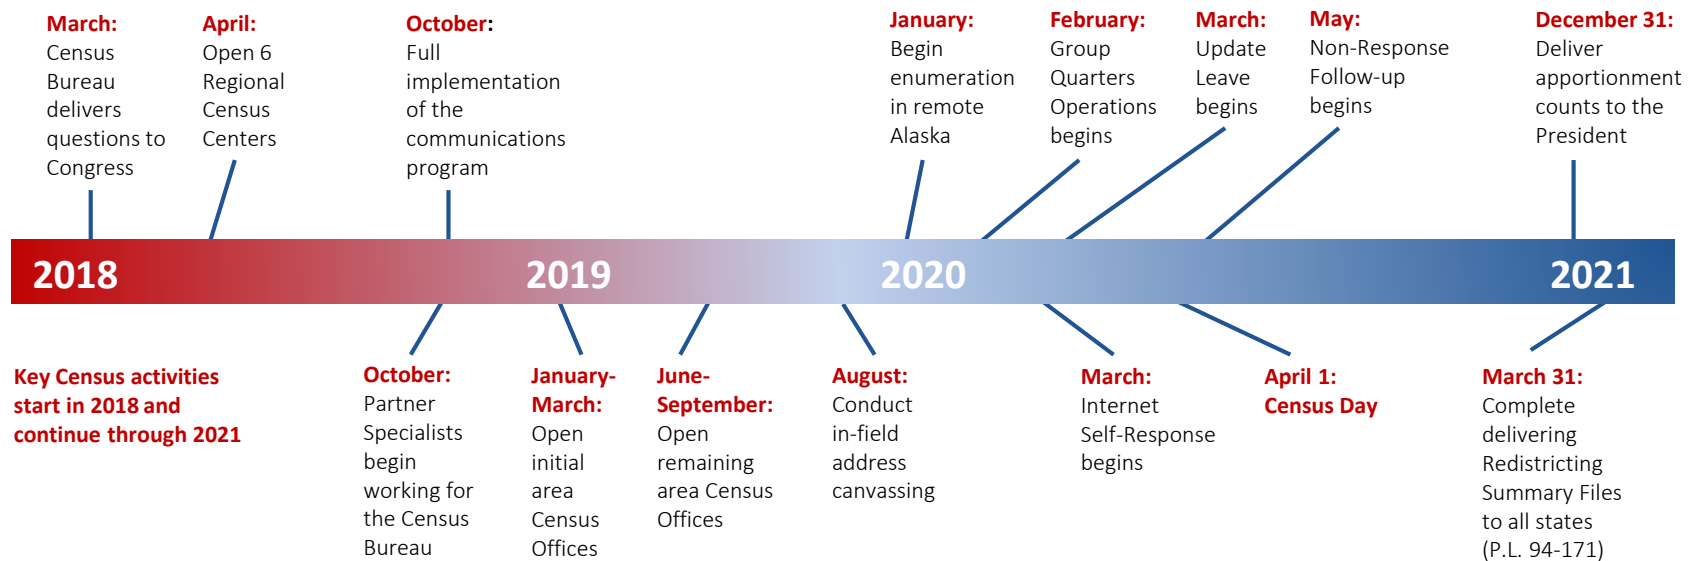 March:
Census
Bureau
delivers
questions to
Congress
April:
Open 6
Regional
Census
Centers
October:
Full
implementation
of the
communications
program
January:
Begin
enumeration
in remote
Alaska
February:
Group
Quarters
Operations
begins
March:
Update
Leave
begins
May:
Non-Response
Follow-up
begins
December 31:
Deliver
apportionment
counts to the
President
2018
2019
2020
2021
Key Census activities
start in 2018 and
continue through 2021
October:
Partner
Specialists
begin
working for
the Census
Bureau
January-
March:
Open
initial
area
Census
Offices
June-
September:
Open
remaining
area Census
Offices
August:
Conduct
in-field
address
canvassing
March:
Internet
Self-Response
begins
April 1:
Census Day
March 31:
Complete
delivering
Redistricting
Summary Files
to all states
(P.L. 94-171)